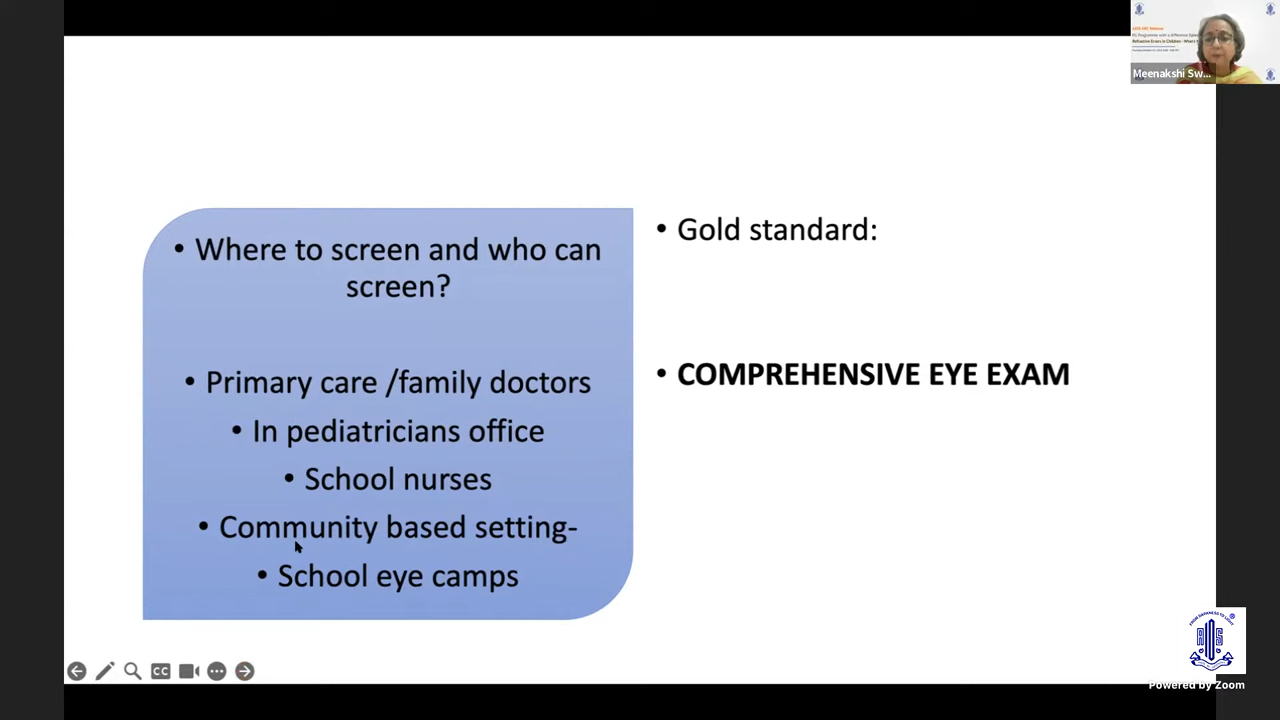 Meenakshi Sw...
• Where to screen and who can
screen?
• Primary care /family doctors
• In pediatricians office
• School nurses
• Community based setting-
• School eye camps
• Gold standard:
• COMPREHENSIVE EYE EXAM
CC
Powered by Zoom